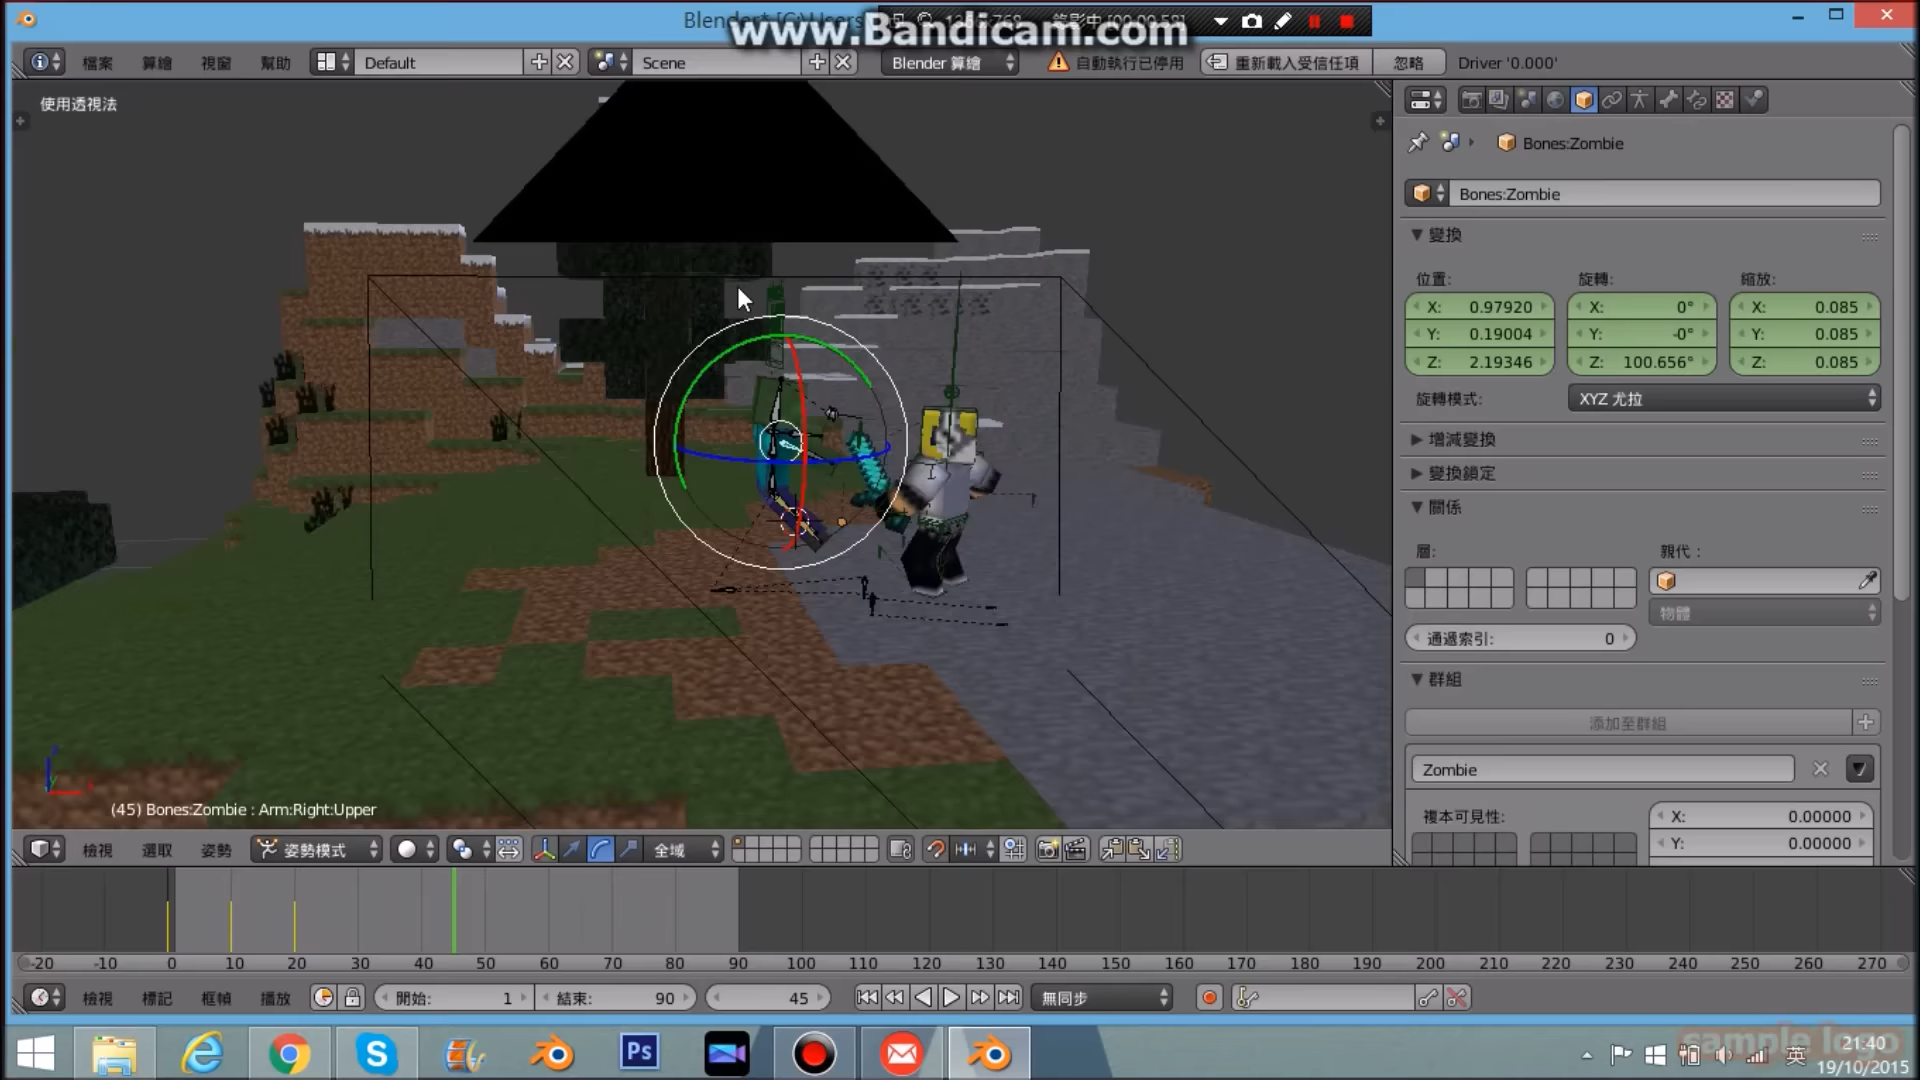 Blender* [C:\Users
www.Bandicam.com
檔案 算繪 視窗 幫助 Default Scene Blender 算繪 自動執行已停用 重新載入受信任項 忽略 Driver '0.000'
使用透視法
Bones:Zombie
Bones:Zombie
變換
位置: 旋轉: 縮放:
X: 0.97920 X: 0° X: 0.085
Y: 0.19004 Y: -0° Y: 0.085
Z: 2.19346 Z: 100.656° Z: 0.085
旋轉模式: XYZ 尤拉
增減變換
變換鎖定
關係
層: 親代 :
物體
通遞索引: 0
群組
添加至群組
Zombie
複本可見性: X: 0.00000
Y: 0.00000
(45) Bones:Zombie : Arm:Right:Upper
檢視 選取 姿勢 姿勢模式 全域
-20 -10 0 10 20 30 40 50 60 70 80 90 100 110 120 130 140 150 160 170 180 190 200 210 220 230 240 250 260 270
檢視 標記 框幀 播放 開始: 1 結束: 90 45 無同步
Ps
sample logo
英 21:40
19/10/2015